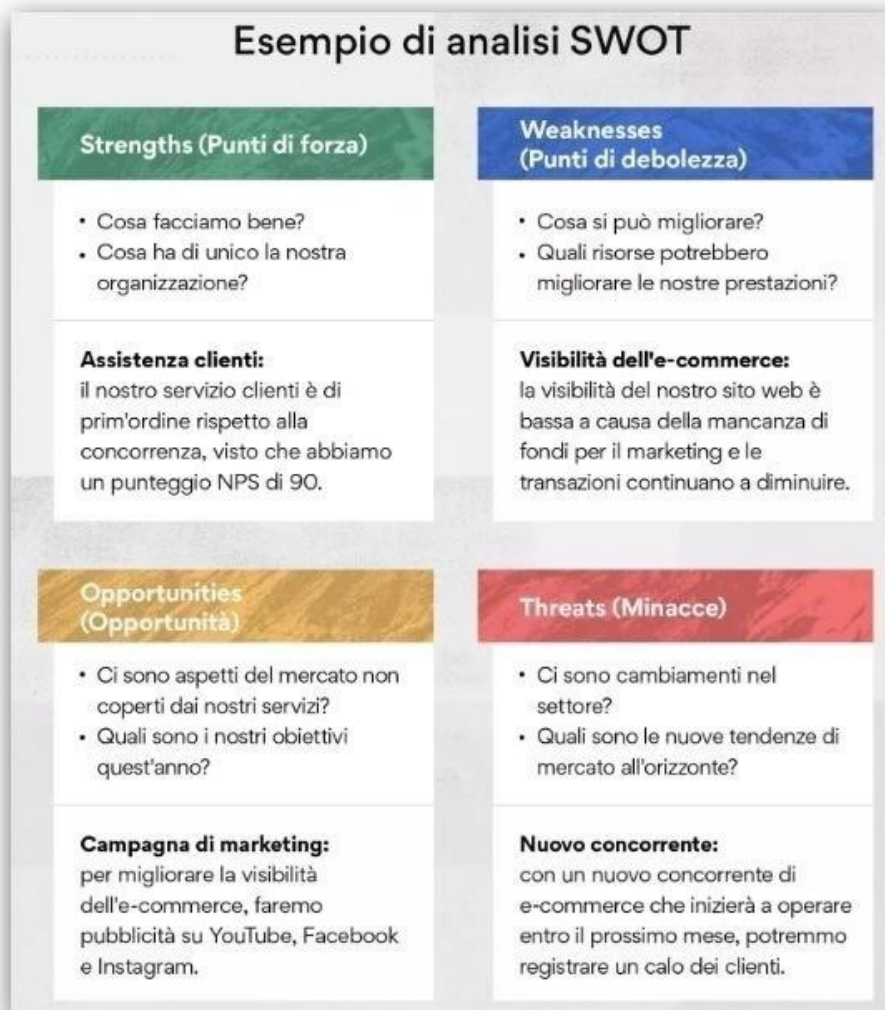 Esempio di analisi SWOT
Strengths (Punti di forza)
• Cosa facciamo bene?
• Cosa ha di unico la nostra
organizzazione?
Assistenza clienti:
il nostro servizio clienti è di
prim'ordine rispetto alla
concorrenza, visto che abbiamo
un punteggio NPS di 90.
Weaknesses
(Punti di debolezza)
• Cosa si può migliorare?
• Quali risorse potrebbero
migliorare le nostre prestazioni?
Visibilità dell'e-commerce:
la visibilità del nostro sito web è
bassa a causa della mancanza di
fondi per il marketing e le
transazioni continuano a diminuire.
Opportunities
(Opportunità)
• Ci sono aspetti del mercato non
coperti dai nostri servizi?
• Quali sono i nostri obiettivi
quest'anno?
Campagna di marketing:
per migliorare la visibilità
dell'e-commerce, faremo
pubblicità su YouTube, Facebook
e Instagram.
Threats (Minacce)
• Ci sono cambiamenti nel
settore?
• Quali sono le nuove tendenze di
mercato all'orizzonte?
Nuovo concorrente:
con un nuovo concorrente di
e-commerce che inizierà a operare
entro il prossimo mese, potremmo
registrare un calo dei clienti.